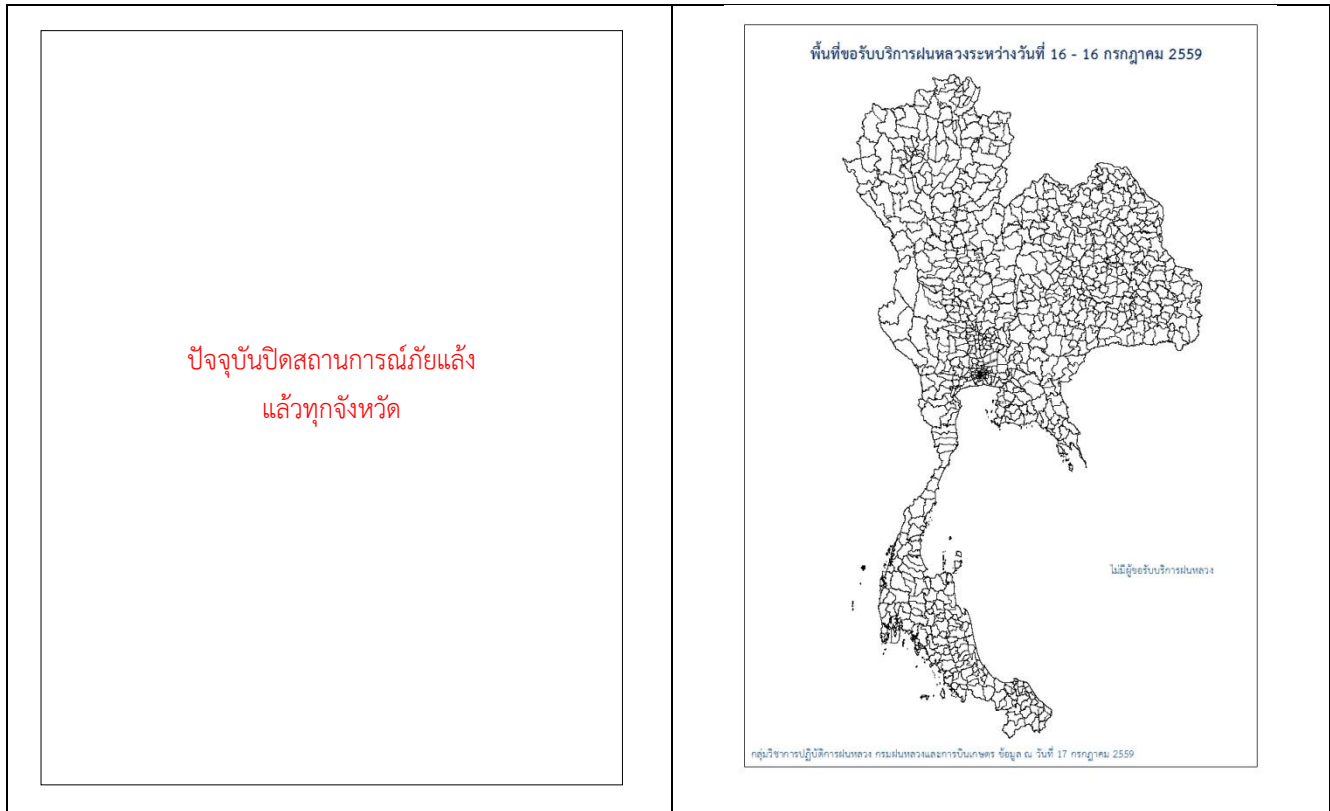 ปัจจุบันปิดสถานการณ์ภัยแล้ง
แล้วทุกจังหวัด
พื้นที่ขอรับบริการฝนหลวงระหว่างวันที่ 16 - 16 กรกฎาคม 2559
ไม่มีผู้ขอรับบริการฝนหลวง
กลุ่มวิชาการปฏิบัติการฝนหลวง กรมฝนหลวงและการบินเกษตร ข้อมูล ณ วันที่ 17 กรกฎาคม 2559